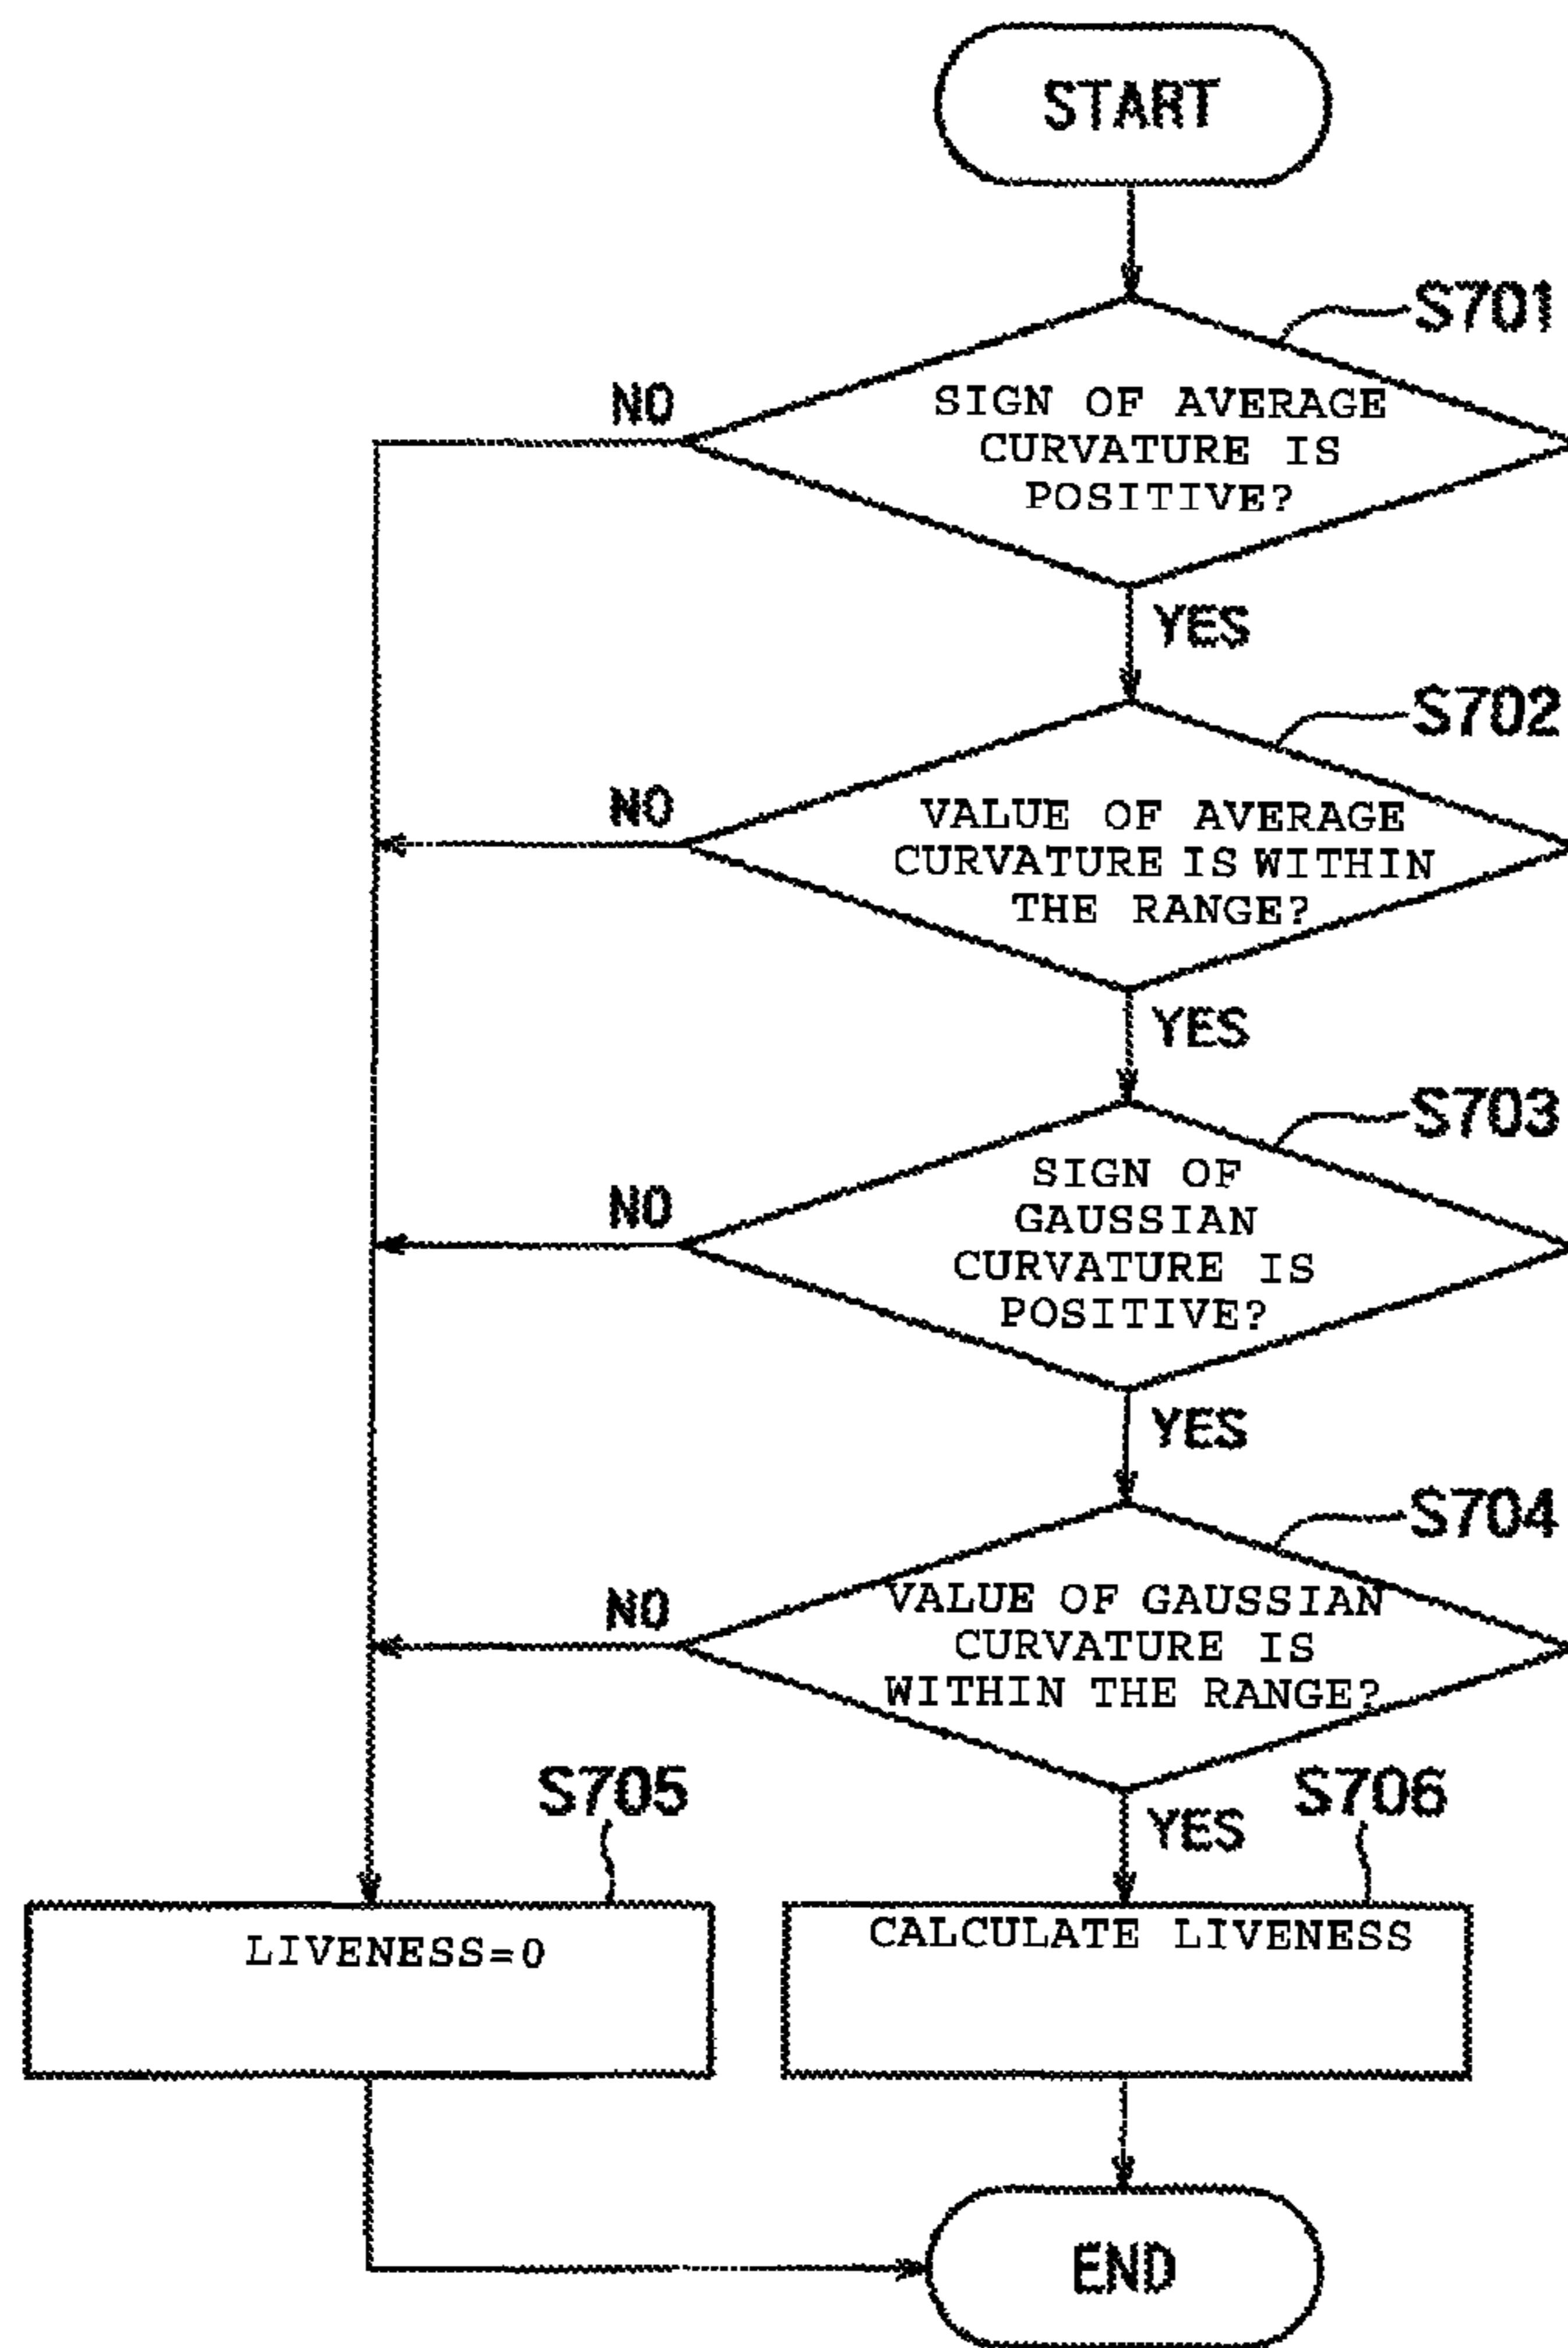 START
S701
NO
SIGN OF AVERAGE
CURVATURE IS
POSITIVE?
YES
S702
NO
VALUE OF AVERAGE
CURVATURE IS WITHIN
THE RANGE?
YES
S703
NO
SIGN OF
GAUSSIAN
CURVATURE IS
POSITIVE?
YES
S704
NO
VALUE OF GAUSSIAN
CURVATURE IS
WITHIN THE RANGE?
YES
S705
S706
LIVENESS=0
CALCULATE LIVENESS
END